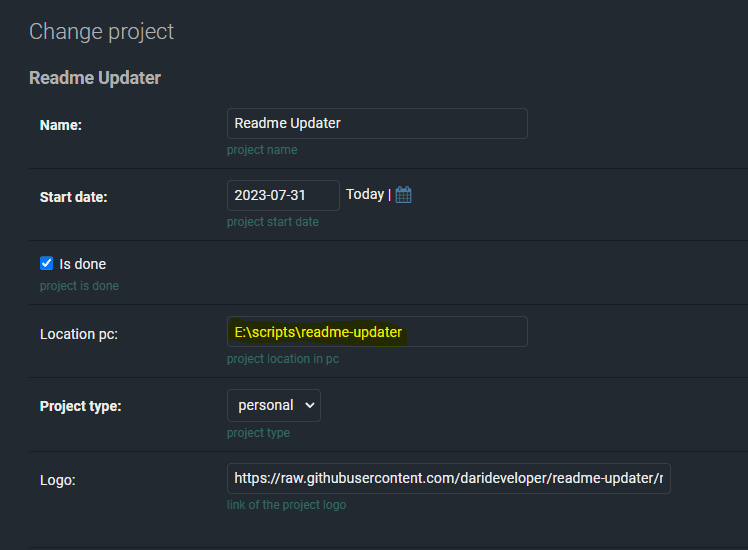 Change project
Readme Updater
Name:
Readme Updater
project name
Start date:
2023-07-31 Today |
project start date
Is done
project is done
Location pc:
E:\scripts\readme-updater
project location in pc
Project type:
personal
project type
Logo:
https://raw.githubusercontent.com/darideveloper/readme-updater/r
link of the project logo